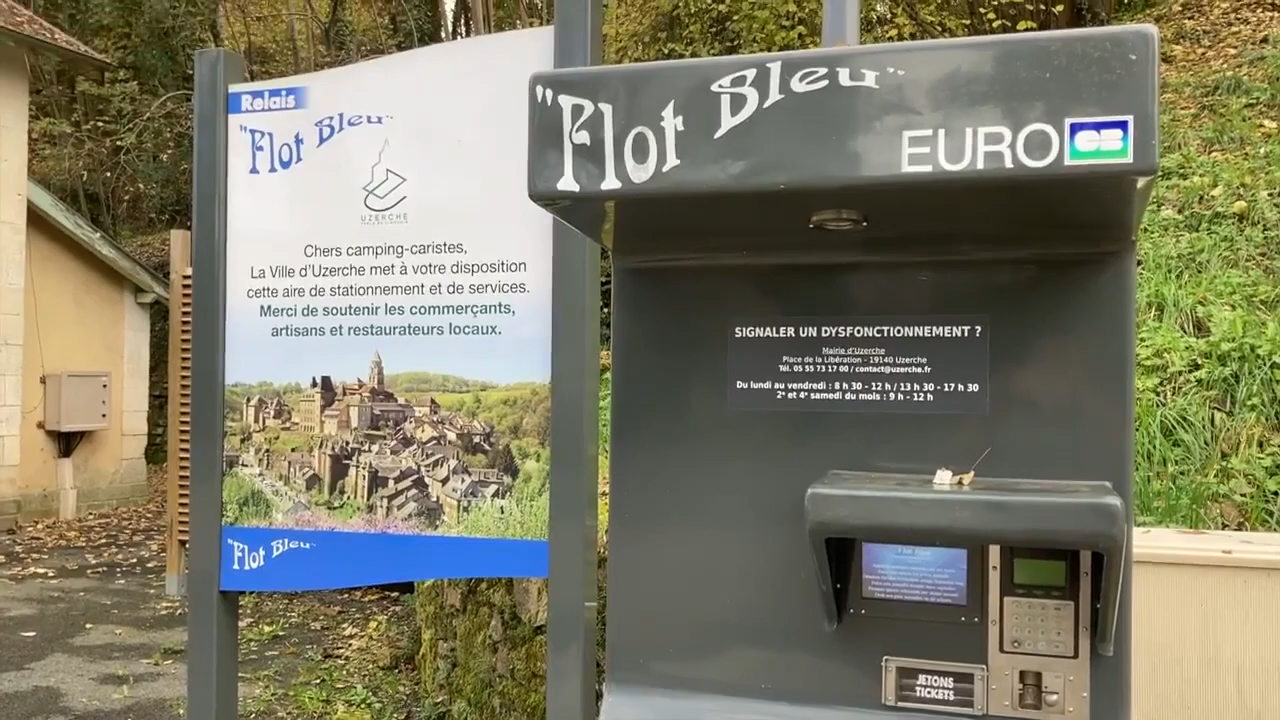 Relais
"Flot Bleu"
UZERCHE
Chers camping-caristes,
La Ville d'Uzerche met à votre disposition
cette aire de stationnement et de services.
Merci de soutenir les commerçants,
artisans et restaurateurs locaux.
"Flot Bleu"
"Flot Bleu"
EURO CB
SIGNALER UN DYSFONCTIONNEMENT ?
Mairie d'Uzerche
Place de la Libération - 19140 Uzerche
Tél. 05 55 73 17 00 / contact@uzerche.fr
Du lundi au vendredi : 8 h 30 - 12 h / 13 h 30 - 17 h 30
2e et 4e samedi du mois : 9 h - 12 h
Flot Bleu
JETONS
TICKETS